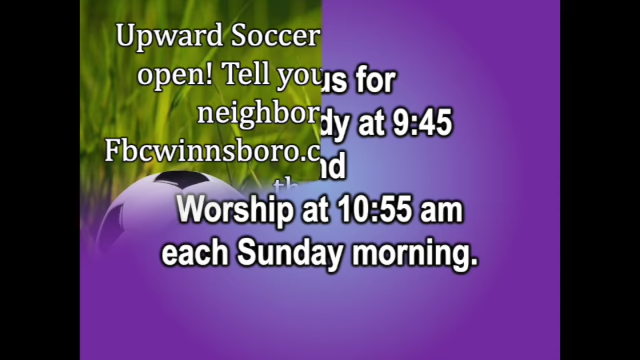 Upward Soccer
open! Tell you
neighbor
Fbcwinnsboro.c
th
us for
dy at 9:45
nd
Worship at 10:55 am
each Sunday morning.